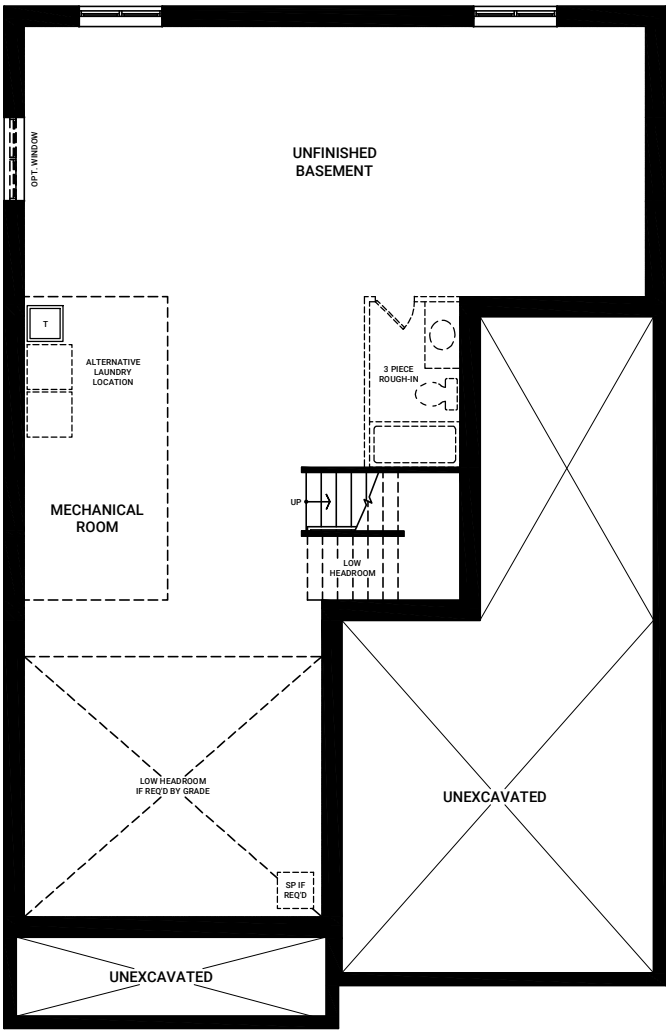 UNFINISHED
BASEMENT
OPT. WINDOW
T
ALTERNATIVE
LAUNDRY
LOCATION
3 PIECE
ROUGH-IN
MECHANICAL
ROOM
UP
LOW
HEADROOM
LOW HEADROOM
IF REQ'D BY GRADE
UNEXCAVATED
SP IF
REQ'D
UNEXCAVATED